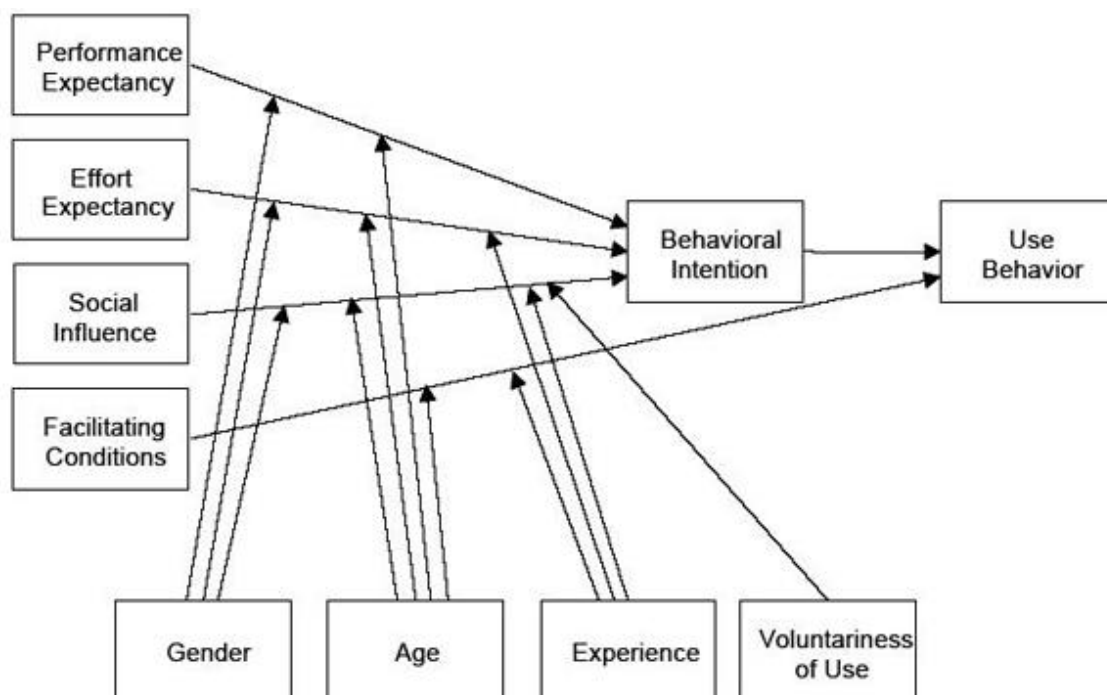 Performance
Expectancy
Effort
Expectancy
Social
Influence
Facilitating
Conditions
Behavioral
Intention
Use
Behavior
Gender
Age
Experience
Voluntariness
of Use